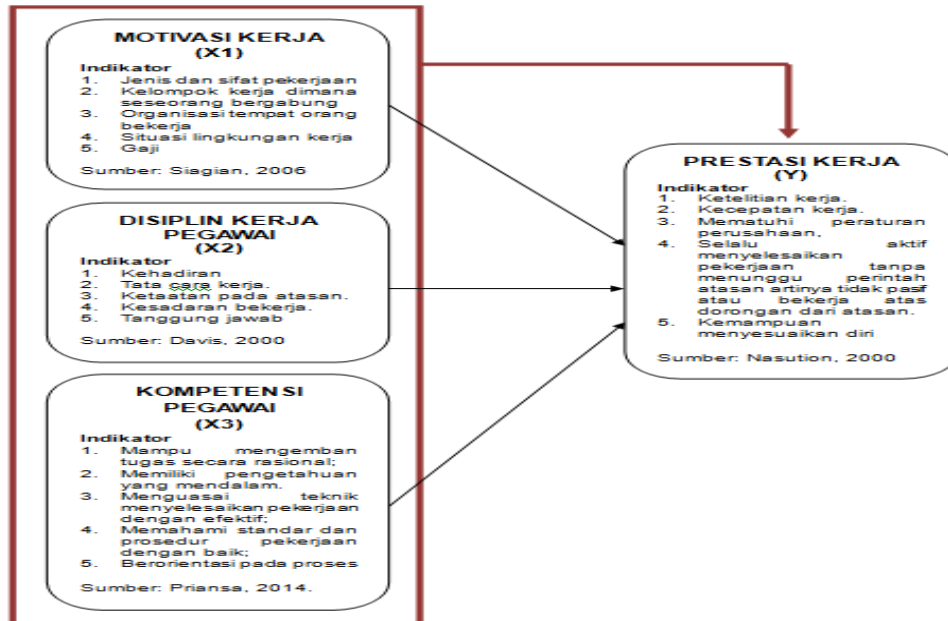 MOTIVASI KERJA
(X1)
Indikator
1. Jenis dan sifat pekerjaan
2. Kelompok kerja dimana
seseorang bergabung
3. Organisasi tempat orang
bekerja
4. Situasi lingkungan kerja
5. Gaji
Sumber: Siagian, 2006
DISIPLIN KERJA
PEGAWAI
(X2)
Indikator
1. Kehadiran
2. Tata cara kerja.
3. Ketaatan pada atasan.
4. Kesadaran bekerja.
5. Tanggung jawab
Sumber: Davis, 2000
KOMPETENSI
PEGAWAI
(X3)
Indikator
1. Mampu mengemban
tugas secara rasional;
2. Memiliki pengetahuan
yang mendalam.
3. Menguasai teknik
menyelesaikan pekerjaan
dengan efektif;
4. Memahami standar dan
prosedur pekerjaan
dengan baik;
5. Berorientasi pada proses
Sumber: Priansa, 2014.
PRESTASI KERJA
(Y)
Indikator
1. Ketelitian kerja.
2. Kecepatan kerja.
3. Mematuhi peraturan
perusahaan,
4. Selalu aktif
menyelesaikan
pekerjaan tanpa
menunggu perintah
atasan artinya tidak pasif
atau bekerja atas
dorongan dari atasan.
5. Kemampuan
menyesuaikan diri
Sumber: Nasution, 2000